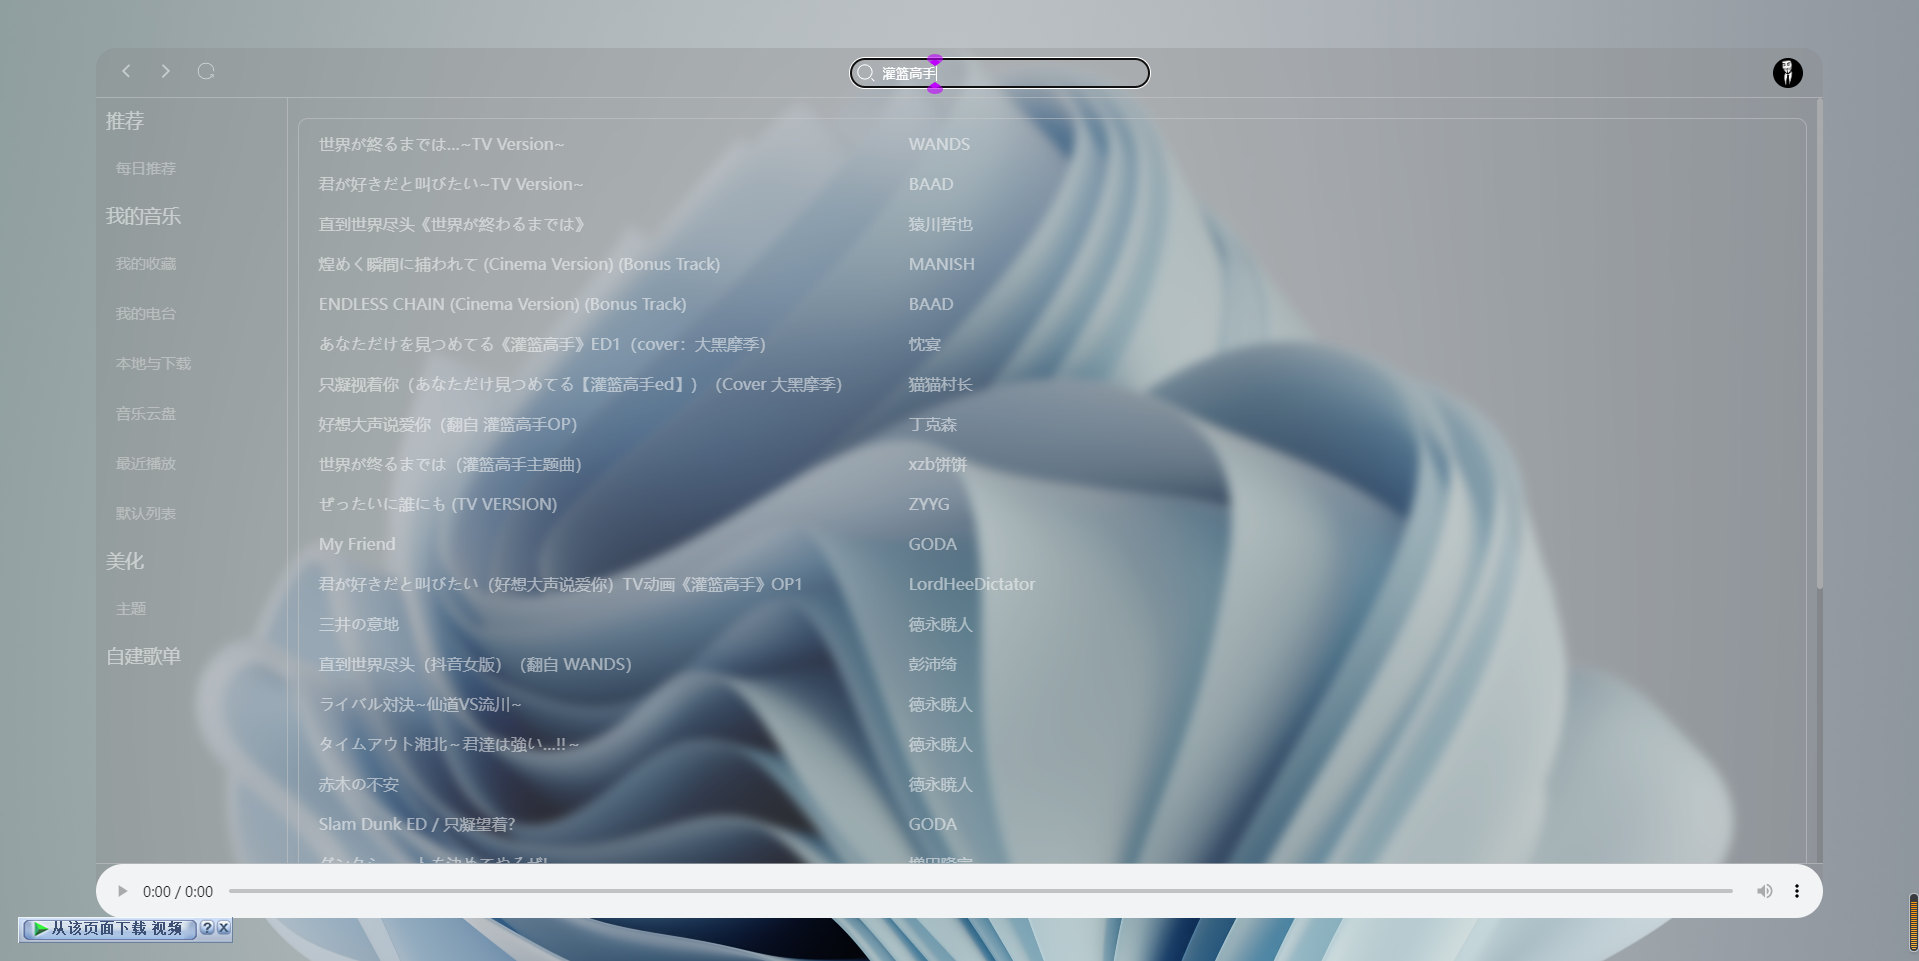 灌篮高手
推荐
每日推荐
我的音乐
我的收藏
我的电台
本地与下载
音乐云盘
最近播放
默认列表
美化
主题
自建歌单
世界が終るまでは...~TV Version~ WANDS
君が好きだと叫びたい~TV Version~ BAAD
直到世界尽头《世界が終わるまでは》 猿川哲也
煌めく瞬間に捕われて (Cinema Version) (Bonus Track) MANISH
ENDLESS CHAIN (Cinema Version) (Bonus Track) BAAD
あなただけを見つめてる《灌篮高手》ED1（cover：大黑摩季） 忱宴
只凝视着你（あなただけ見つめてる【灌篮高手ed】）（Cover 大黑摩季） 猫猫村长
好想大声说爱你（翻自 灌篮高手OP） 丁克森
世界が终るまでは（灌篮高手主题曲） xzb饼饼
ぜったいに誰にも (TV VERSION) ZYYG
My Friend GODA
君が好きだと叫びたい（好想大声说爱你）TV动画《灌篮高手》OP1 LordHeeDictator
三井の意地 徳永暁人
直到世界尽头（抖音女版）（翻自 WANDS） 彭沛绮
ライバル対決~仙道VS流川~ 徳永暁人
タイムアウト湘北～君達は強い...!!～ 徳永暁人
赤木の不安 徳永暁人
Slam Dunk ED / 只凝望着? GODA
0:00 / 0:00
从该页面下载 视频 ? X